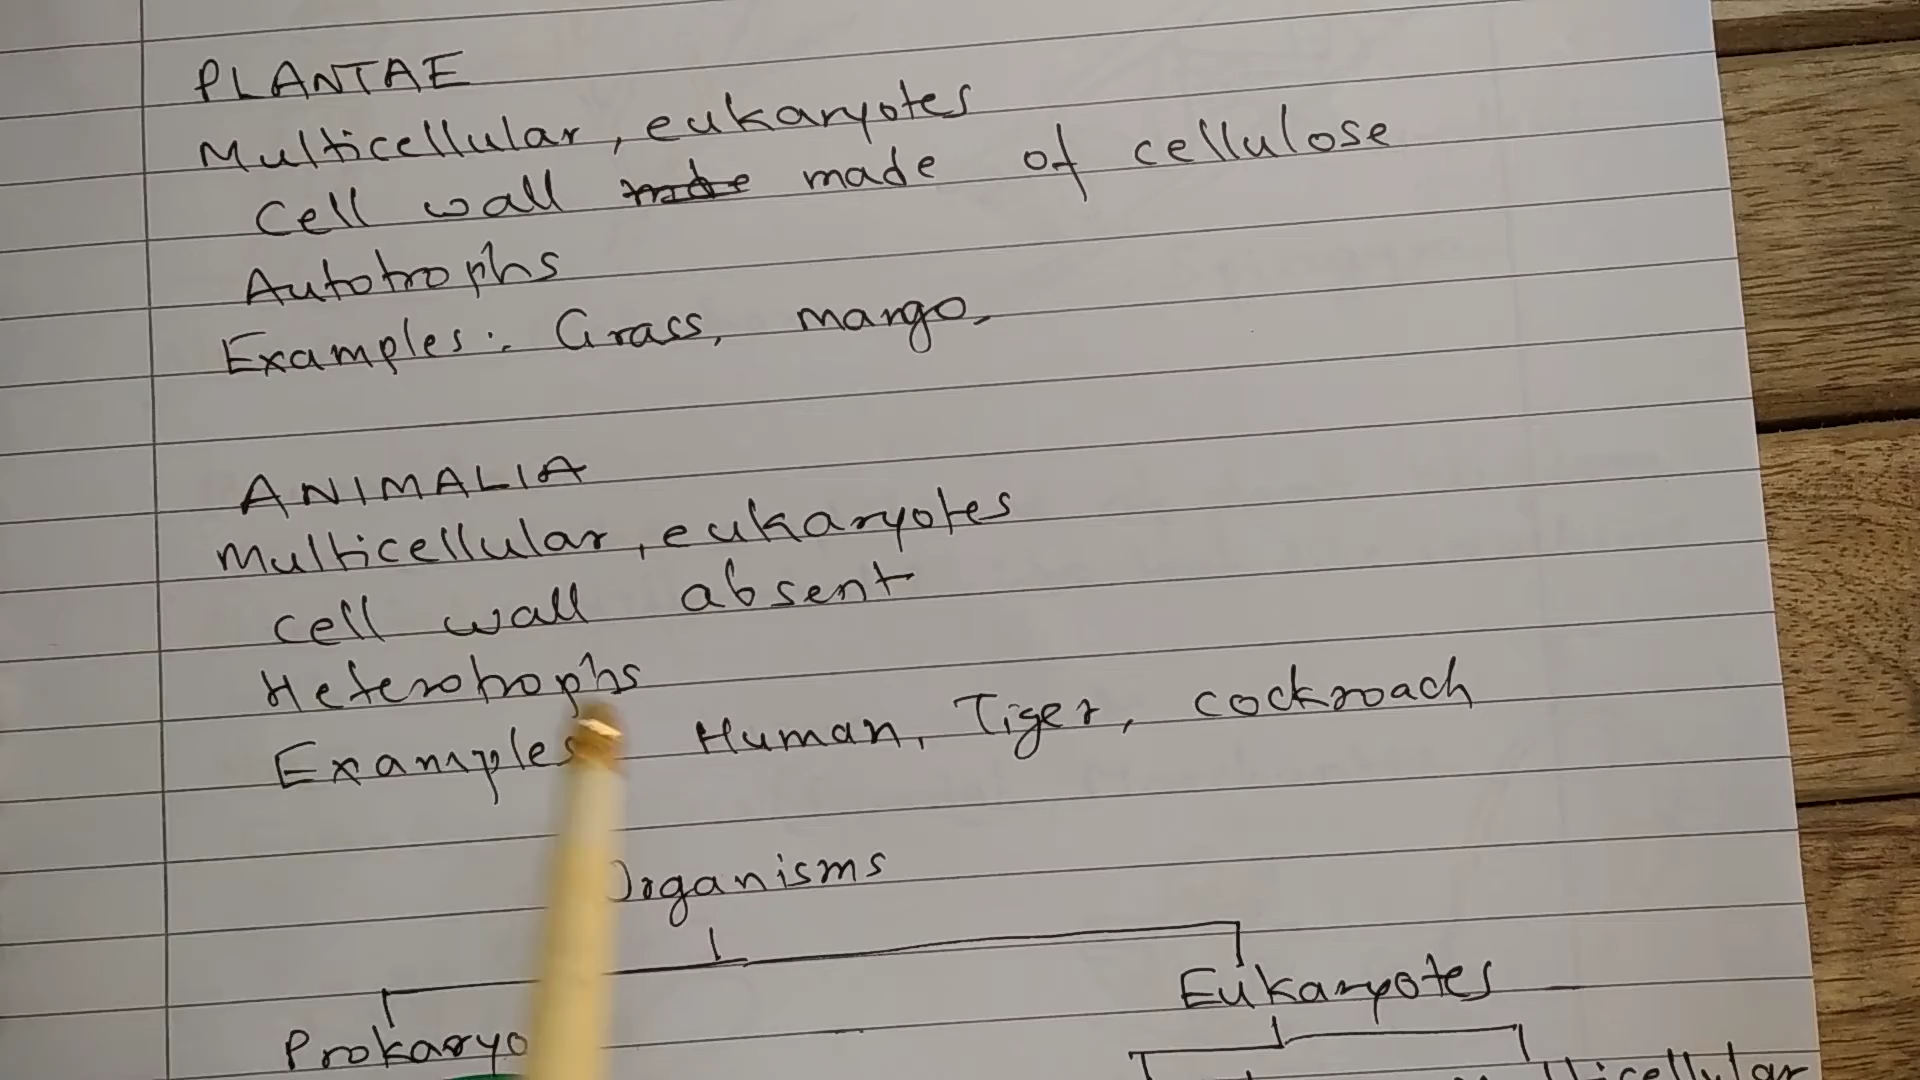 PLANTAE
Multicellular, eukaryotes
Cell wall made of cellulose
Autotrophs
Examples: Grass, mango.
ANIMALIA
Multicellular, eukaryotes
Cell wall absent
Heterotrophs
Examples Human, Tiger, cockroach
Organisms
Eukaryotes
Prokaryo